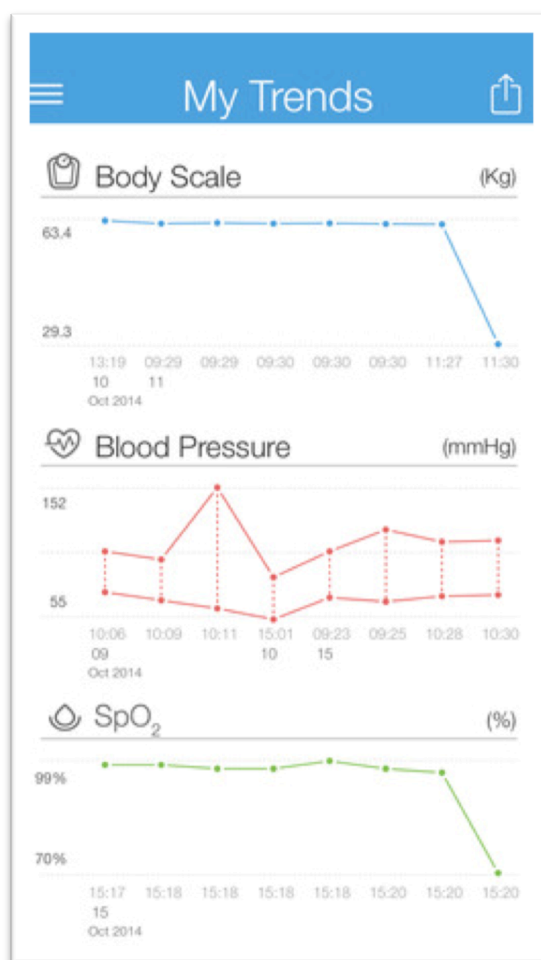 My Trends
Body Scale (Kg)
63.4
29.3
13:19 09:29 09:29 09:30 09:30 09:30 11:27 11:30
10 11
Oct 2014
Blood Pressure (mmHg)
152
55
10:06 10:09 10:11 15:01 09:23 09:25 10:28 10:30
09 10 15
Oct 2014
SpO₂ (%)
99%
70%
15:17 15:18 15:18 15:18 15:18 15:20 15:20 15:20
15
Oct 2014